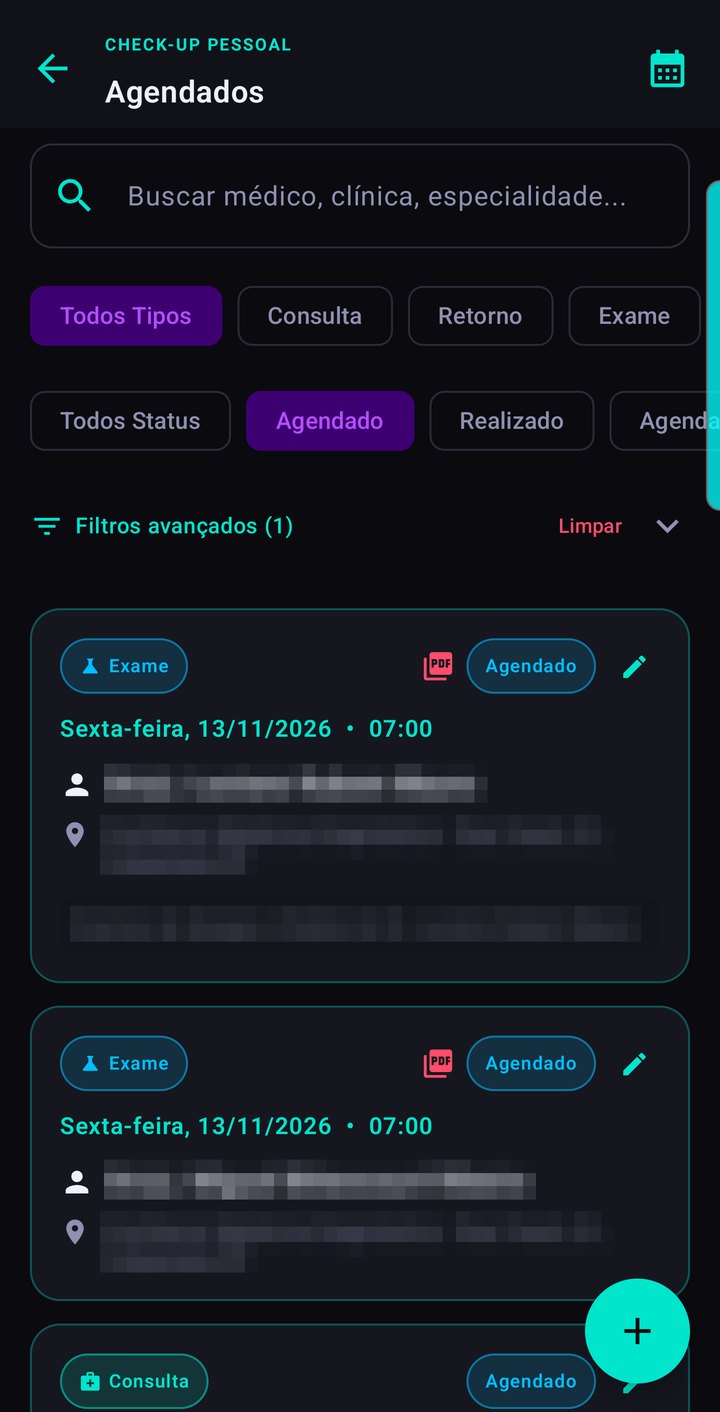 CHECK-UP PESSOAL
Agendados
Buscar médico, clínica, especialidade...
Todos Tipos Consulta Retorno Exame
Todos Status Agendado Realizado Agenda
Filtros avançados (1) Limpar
Exame PDF Agendado
Sexta-feira, 13/11/2026 • 07:00
Exame PDF Agendado
Sexta-feira, 13/11/2026 • 07:00
+
Consulta Agendado